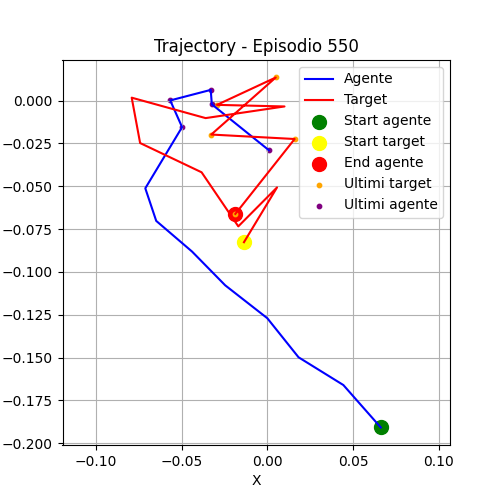 Trajectory - Episodio 550
Agente
Target
Start agente
Start target
End agente
Ultimi target
Ultimi agente
0.000
−0.025
−0.050
−0.075
−0.100
−0.125
−0.150
−0.175
−0.200
−0.10
−0.05
0.00
0.05
0.10
X